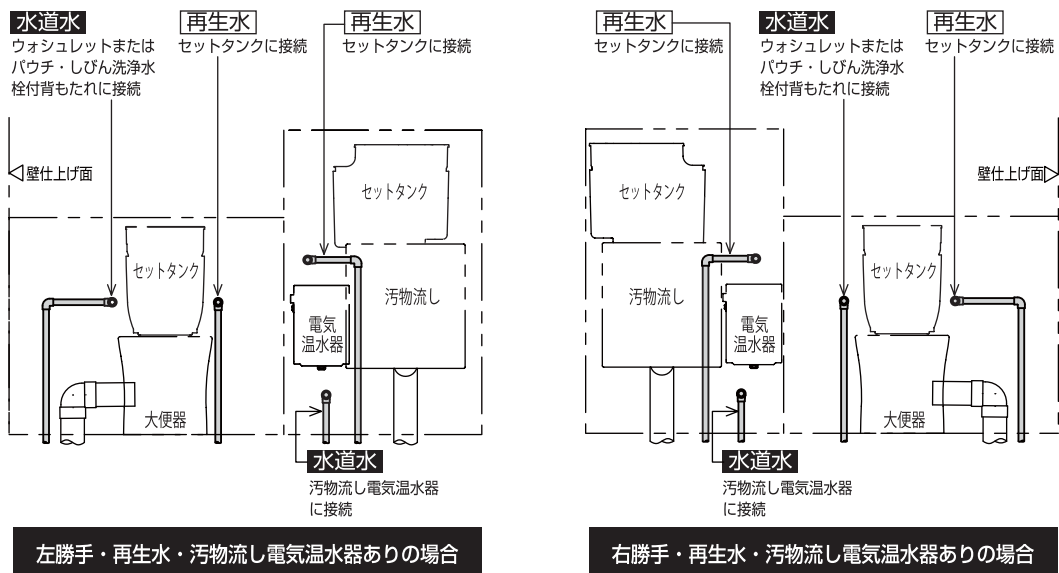 水道水
ウォシュレットまたは
パウチ・しびん洗浄水
栓付背もたれに接続
再生水
セットタンクに接続
再生水
セットタンクに接続
壁仕上げ面
セットタンク
セットタンク
汚物流し
電気
温水器
大便器
水道水
汚物流し電気温水器
に接続
左勝手・再生水・汚物流し電気温水器ありの場合
再生水
セットタンクに接続
水道水
ウォシュレットまたは
パウチ・しびん洗浄水
栓付背もたれに接続
再生水
セットタンクに接続
壁仕上げ面
セットタンク
セットタンク
汚物流し
電気
温水器
大便器
水道水
汚物流し電気温水器
に接続
右勝手・再生水・汚物流し電気温水器ありの場合